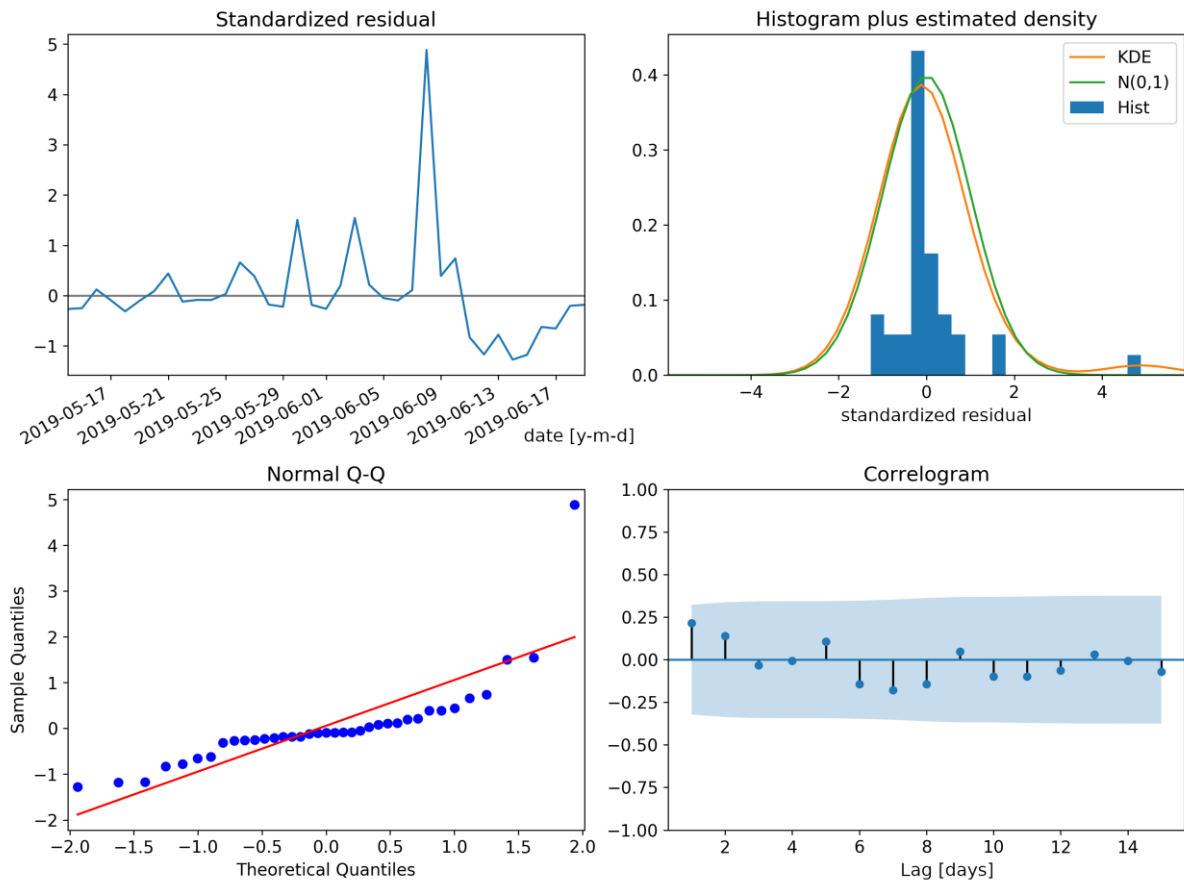 Standardized residual
5
4
3
2
1
0
−1
2019-05-17
2019-05-21
2019-05-25
2019-05-29
2019-06-01
2019-06-05
2019-06-09
2019-06-13
2019-06-17
date [y-m-d]
Histogram plus estimated density
KDE
N(0,1)
Hist
0.4
0.3
0.2
0.1
0.0
−4 −2 0 2 4
standardized residual
Normal Q-Q
Sample Quantiles
5
4
3
2
1
0
−1
−2
−2.0 −1.5 −1.0 −0.5 0.0 0.5 1.0 1.5 2.0
Theoretical Quantiles
Correlogram
1.00
0.75
0.50
0.25
0.00
−0.25
−0.50
−0.75
−1.00
2 4 6 8 10 12 14
Lag [days]